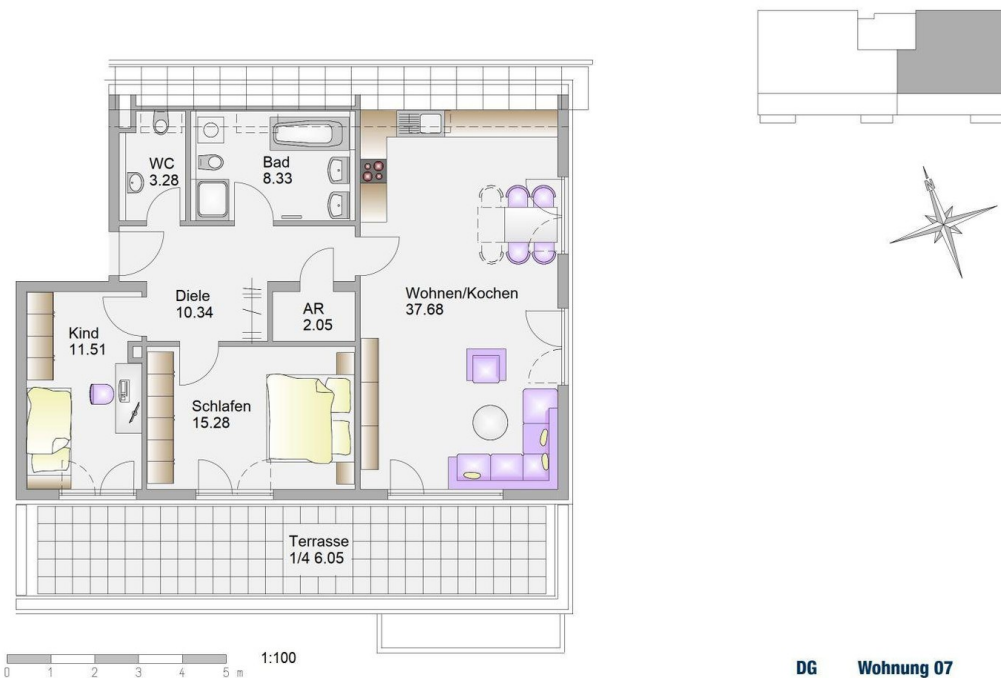 WC
3.28
Bad
8.33
N
Diele
10.34
AR
2.05
Wohnen/Kochen
37.68
Kind
11.51
Schlafen
15.28
Terrasse
1/4 6.05
1:100
0 1 2 3 4 5 m
DG Wohnung 07